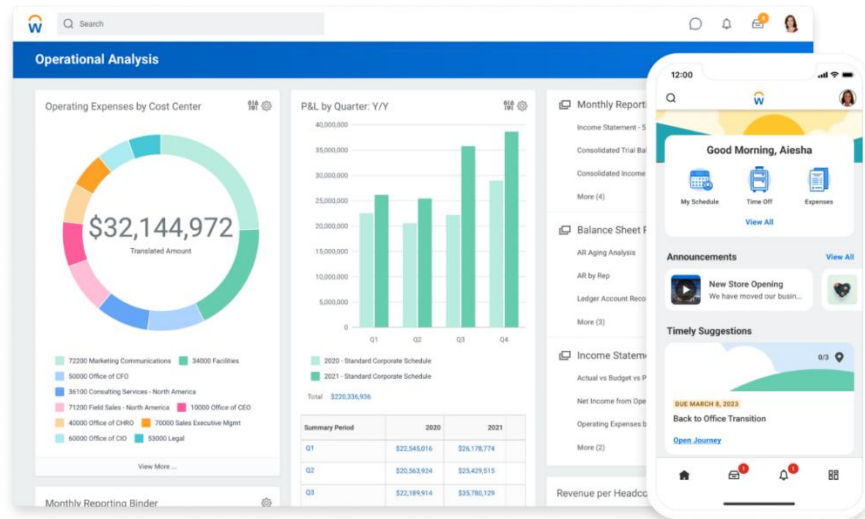 Search
8
Operational Analysis
Operating Expenses by Cost Center
$32,144,972
Translated Amount
72200 Marketing Communications
34000 Facilities
50000 Office of CFO
36100 Consulting Services - North America
71200 Field Sales - North America
10000 Office of CEO
40000 Office of CHRO
70000 Sales Executive Mgmt
60000 Office of CIO
53000 Legal
View More ...
Monthly Reporting Binder
P&L by Quarter: Y/Y
40,000,000
35,000,000
30,000,000
25,000,000
20,000,000
15,000,000
10,000,000
5,000,000
0
Q1 Q2 Q3 Q4
2020 - Standard Corporate Schedule
2021 - Standard Corporate Schedule
Total $220,336,936
Summary Period 2020 2021
Q1 $22,545,016 $26,178,774
Q2 $20,563,924 $25,429,515
Q3 $22,189,914 $35,780,129
Monthly Reporti
Income Statement - S
Consolidated Trial Bal
Consolidated Income
More (4)
Balance Sheet
AR Aging Analysis
AR by Rep
Ledger Account Reco
More (3)
Income Stateme
Actual vs Budget vs P
Net Income from Ope
Operating Expenses b
More (2)
Revenue per Headco
12:00
W
Good Morning, Aiesha
My Schedule
Time Off
Expenses
View All
Announcements
View All
New Store Opening
We have moved our busin...
Timely Suggestions
0/3
DUE MARCH 8, 2023
Back to Office Transition
Open Journey